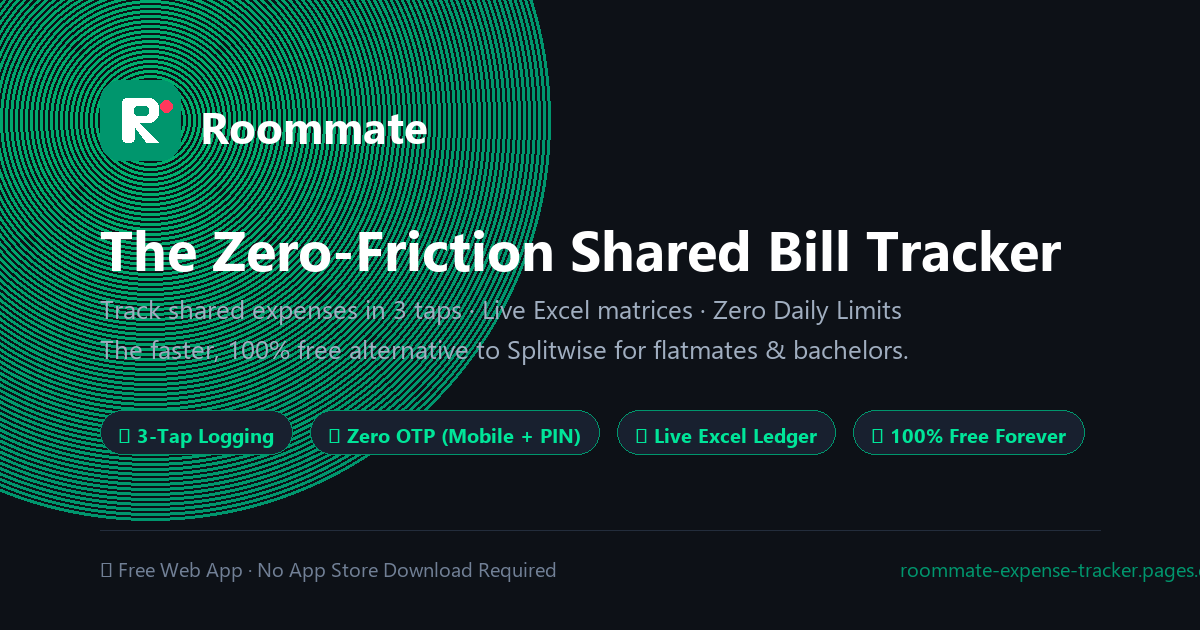 Roommate
The Zero-Friction Shared Bill Tracker
Track shared expenses in 3 taps · Live Excel matrices · Zero Daily Limits
The faster, 100% free alternative to Splitwise for flatmates & bachelors.
3-Tap Logging
Zero OTP (Mobile + PIN)
Live Excel Ledger
100% Free Forever
Free Web App · No App Store Download Required
roommate-expense-tracker.pages.